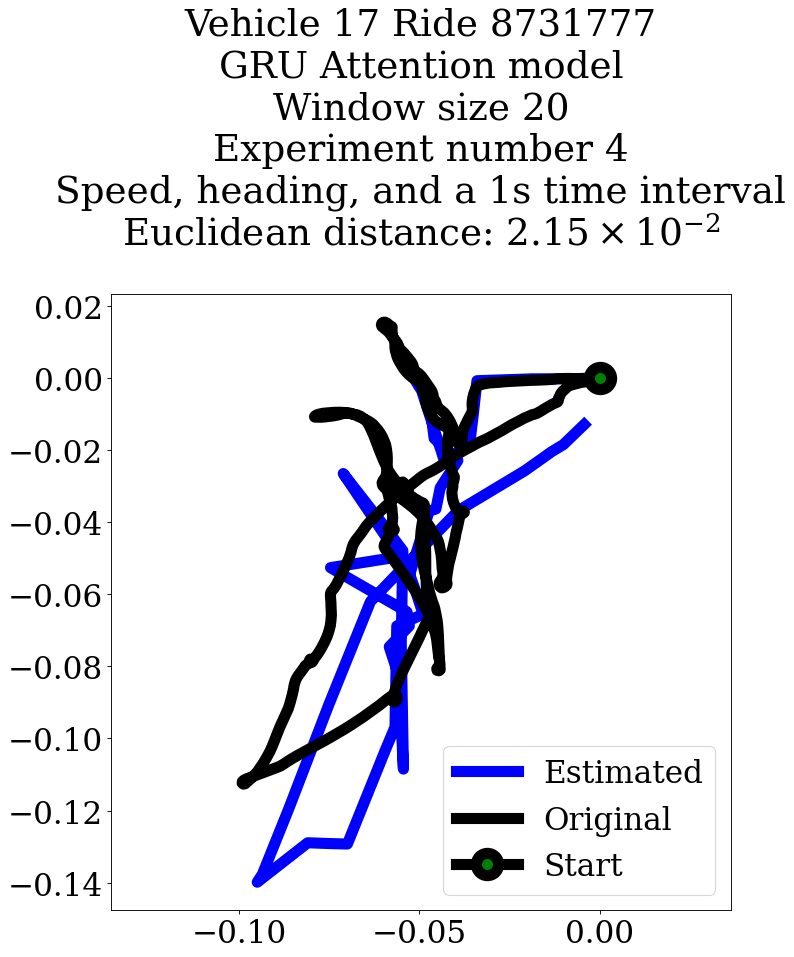 Vehicle 17 Ride 8731777
GRU Attention model
Window size 20
Experiment number 4
Speed, heading, and a 1s time interval
Euclidean distance: 2.15 × 10⁻²
0.02
0.00
−0.02
−0.04
−0.06
−0.08
−0.10
−0.12
−0.14
Estimated
Original
Start
−0.10 −0.05 0.00